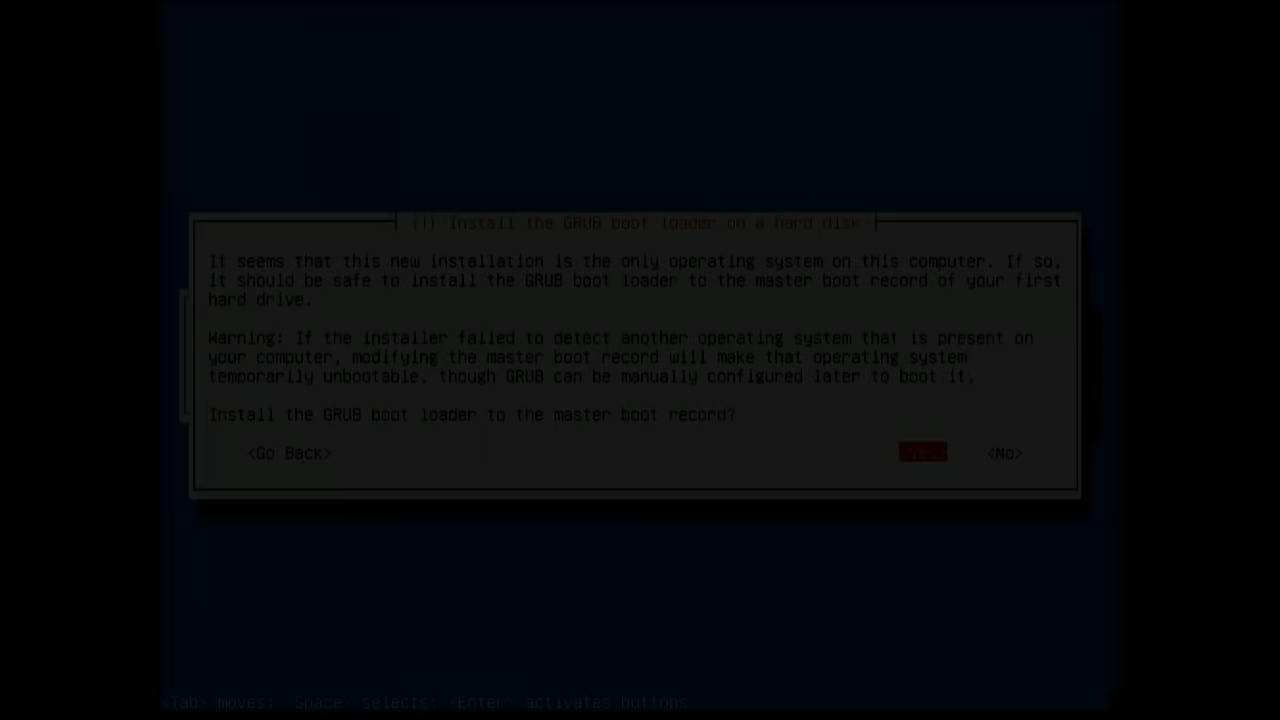 [!] Install the GRUB boot loader on a hard disk
It seems that this new installation is the only operating system on this computer. If so,
it should be safe to install the GRUB boot loader to the master boot record of your first
hard drive.
Warning: If the installer failed to detect another operating system that is present on
your computer, modifying the master boot record will make that operating system
temporarily unbootable, though GRUB can be manually configured later to boot it.
Install the GRUB boot loader to the master boot record?
<Go Back> <Yes> <No>
<Tab> moves; <Space> selects; <Enter> activates buttons